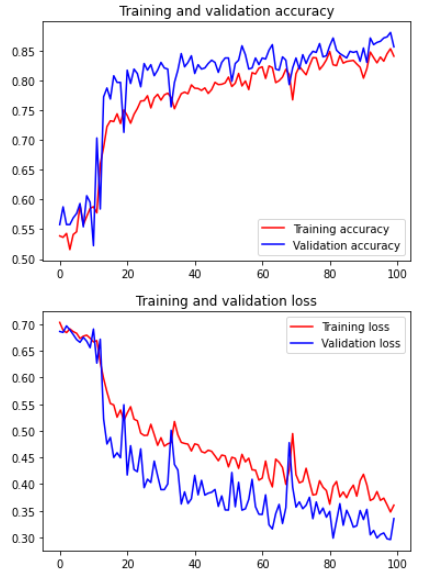 Training and validation accuracy
0.85
0.80
0.75
0.70
0.65
0.60
0.55
0.50
Training accuracy
Validation accuracy
0 20 40 60 80 100
Training and validation loss
Training loss
Validation loss
0.70
0.65
0.60
0.55
0.50
0.45
0.40
0.35
0.30
0 20 40 60 80 100